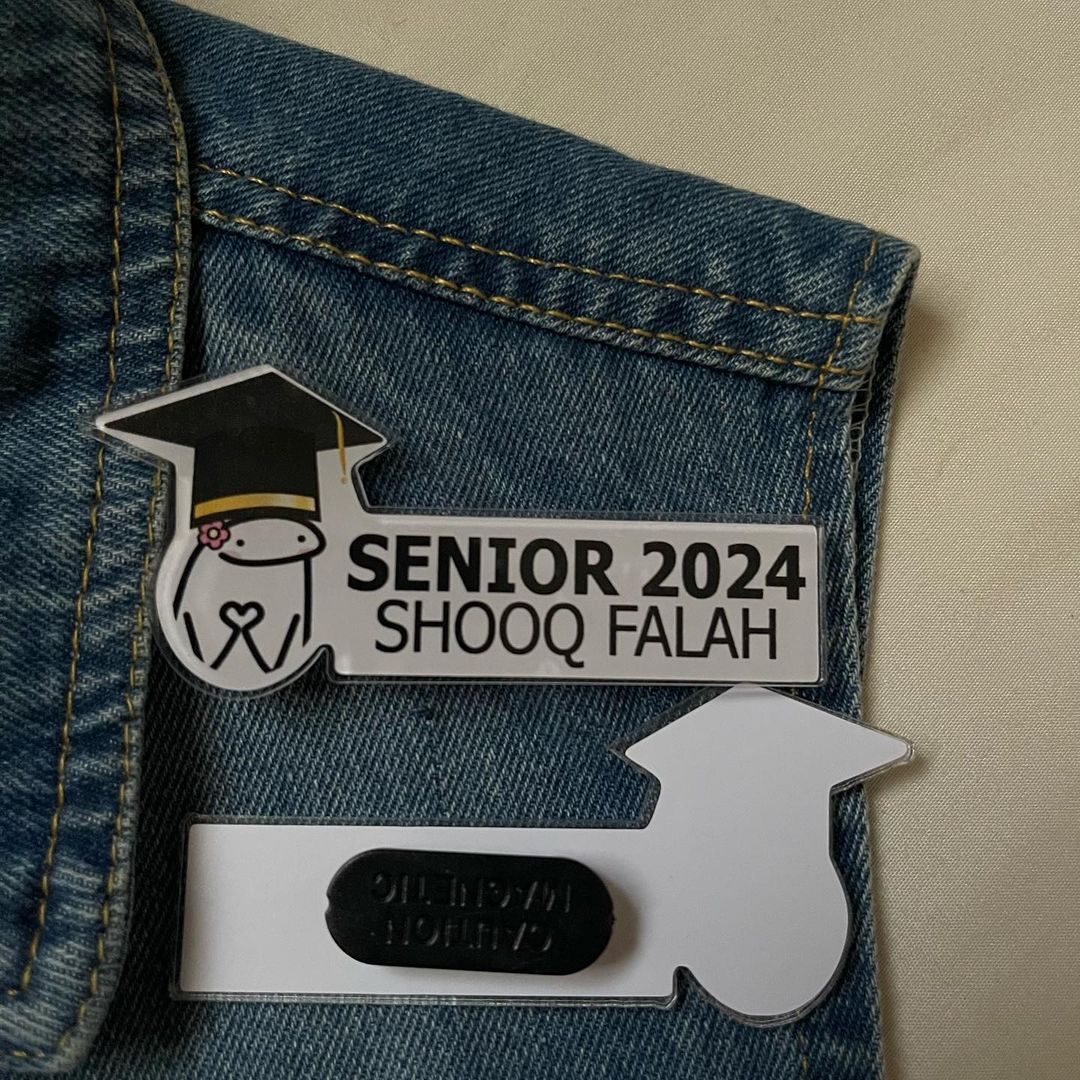 SENIOR 2024
SHOOQ FALAH
CAUTION
MAGNETIC